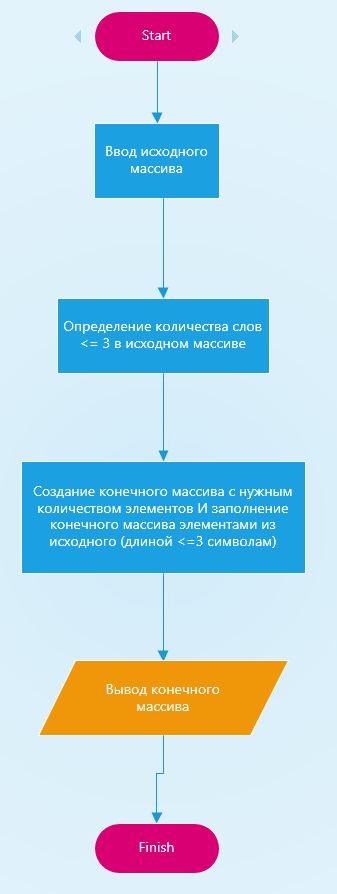 Start
Ввод исходного
массива
Определение количества слов
<= 3 в исходном массиве
Создание конечного массива с нужным
количеством элементов И заполнение
конечного массива элементами из
исходного (длиной <=3 символам)
Вывод конечного
массива
Finish